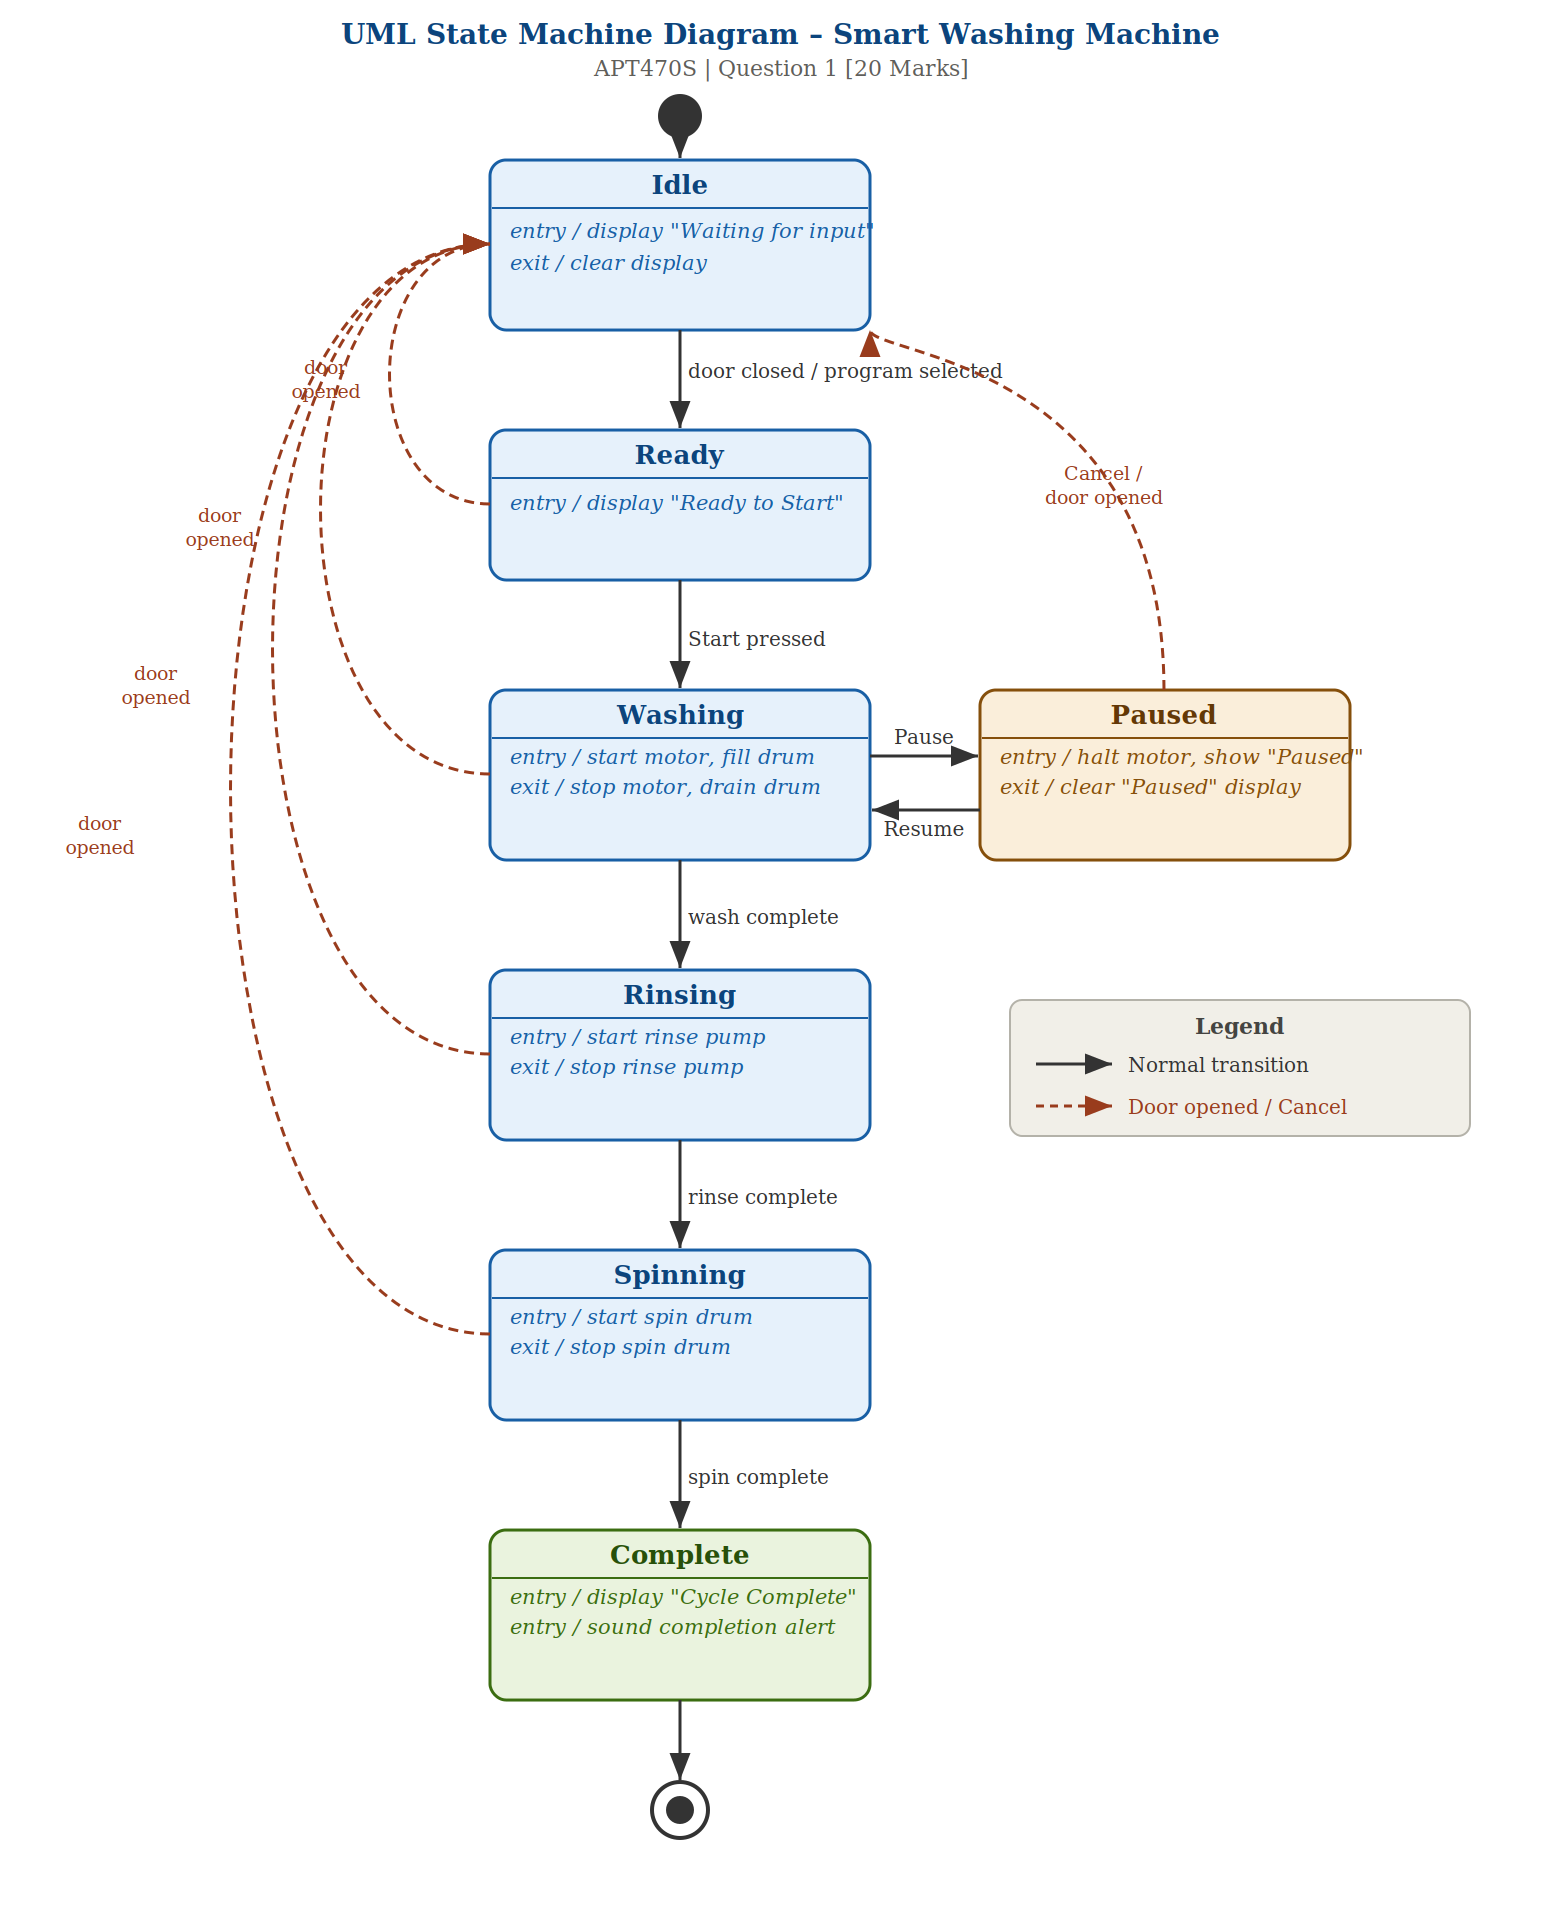 UML State Machine Diagram – Smart Washing Machine
APT470S | Question 1 [20 Marks]
Idle
entry / display "Waiting for input"
exit / clear display
door closed / program selected
door
opened
Ready
entry / display "Ready to Start"
Cancel /
door opened
door
opened
Start pressed
door
opened
Washing
entry / start motor, fill drum
exit / stop motor, drain drum
Pause
Resume
Paused
entry / halt motor, show "Paused"
exit / clear "Paused" display
door
opened
wash complete
Rinsing
entry / start rinse pump
exit / stop rinse pump
Legend
Normal transition
Door opened / Cancel
rinse complete
Spinning
entry / start spin drum
exit / stop spin drum
spin complete
Complete
entry / display "Cycle Complete"
entry / sound completion alert